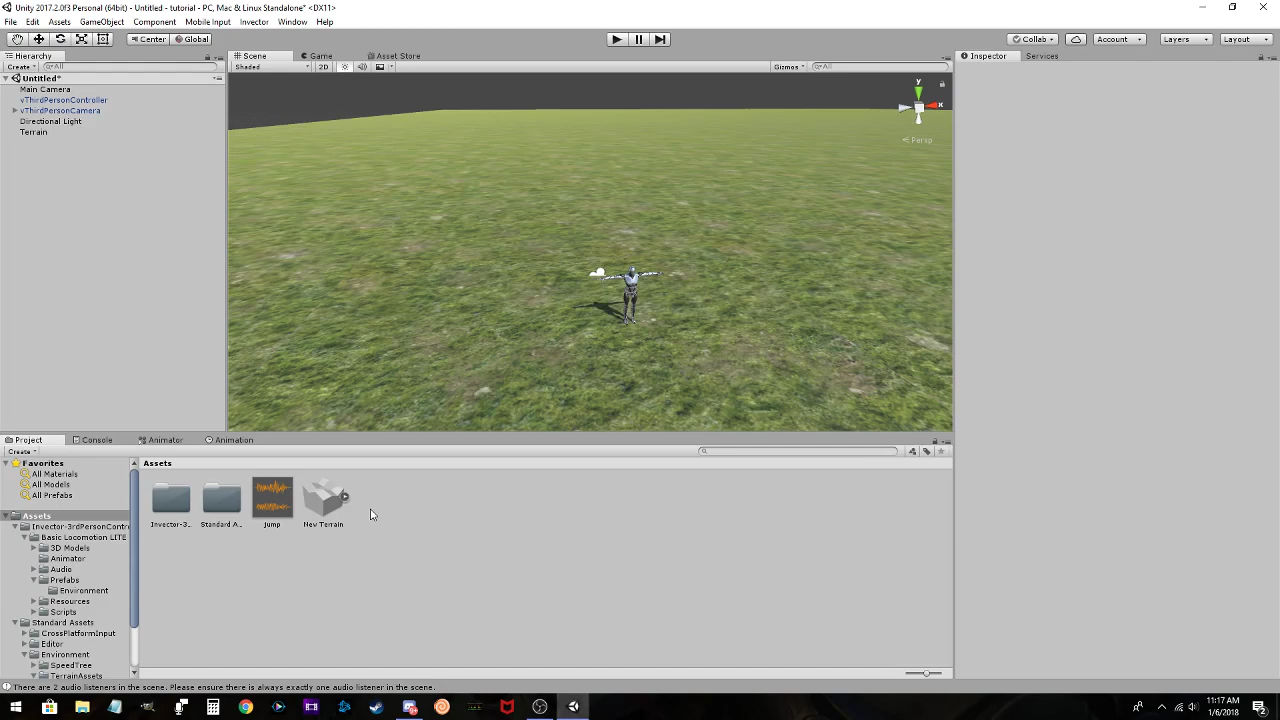 Unity 2017.2.0f3 Personal (64bit) - Untitled - tutorial - PC, Mac & Linux Standalone* <DX11>
File Edit Assets GameObject Component Mobile Input Invector Window Help
Center Global Collab Account Layers Layout
Hierarchy Scene Game Asset Store Inspector Services
Create All Shaded 2D Gizmos All
Untitled*
Main Camera
vThirdPersonController
vThirdPersonCamera
Directional Light
Terrain
y
x
Persp
Project Console Animator Animation
Create
Favorites
All Materials
All Models
All Prefabs
Assets
Invector-3rdPersonContr
Basic Locomotion LITE
3D Models
Animator
Audio
Prefabs
Environment
Resources
Scripts
Standard Assets
CrossPlatformInput
Editor
Environment
SpeedTree
TerrainAssets
Assets
Invector-3... Standard A... Jump New Terrain
There are 2 audio listeners in the scene. Please ensure there is always exactly one audio listener in the scene.
11:17 AM
1/6/2018
2